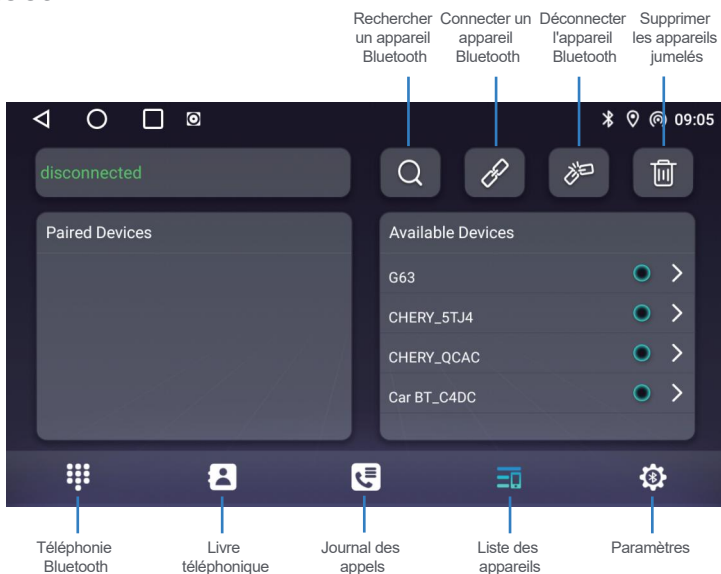 Rechercher
un appareil
Bluetooth
Connecter un
appareil
Bluetooth
Déconnecter
l'appareil
Bluetooth
Supprimer
les appareils
jumelés
09:05
disconnected
Paired Devices
Available Devices
G63
CHERY_5TJ4
CHERY_QCAC
Car BT_C4DC
Téléphonie
Bluetooth
Livre
téléphonique
Journal des
appels
Liste des
appareils
Paramètres